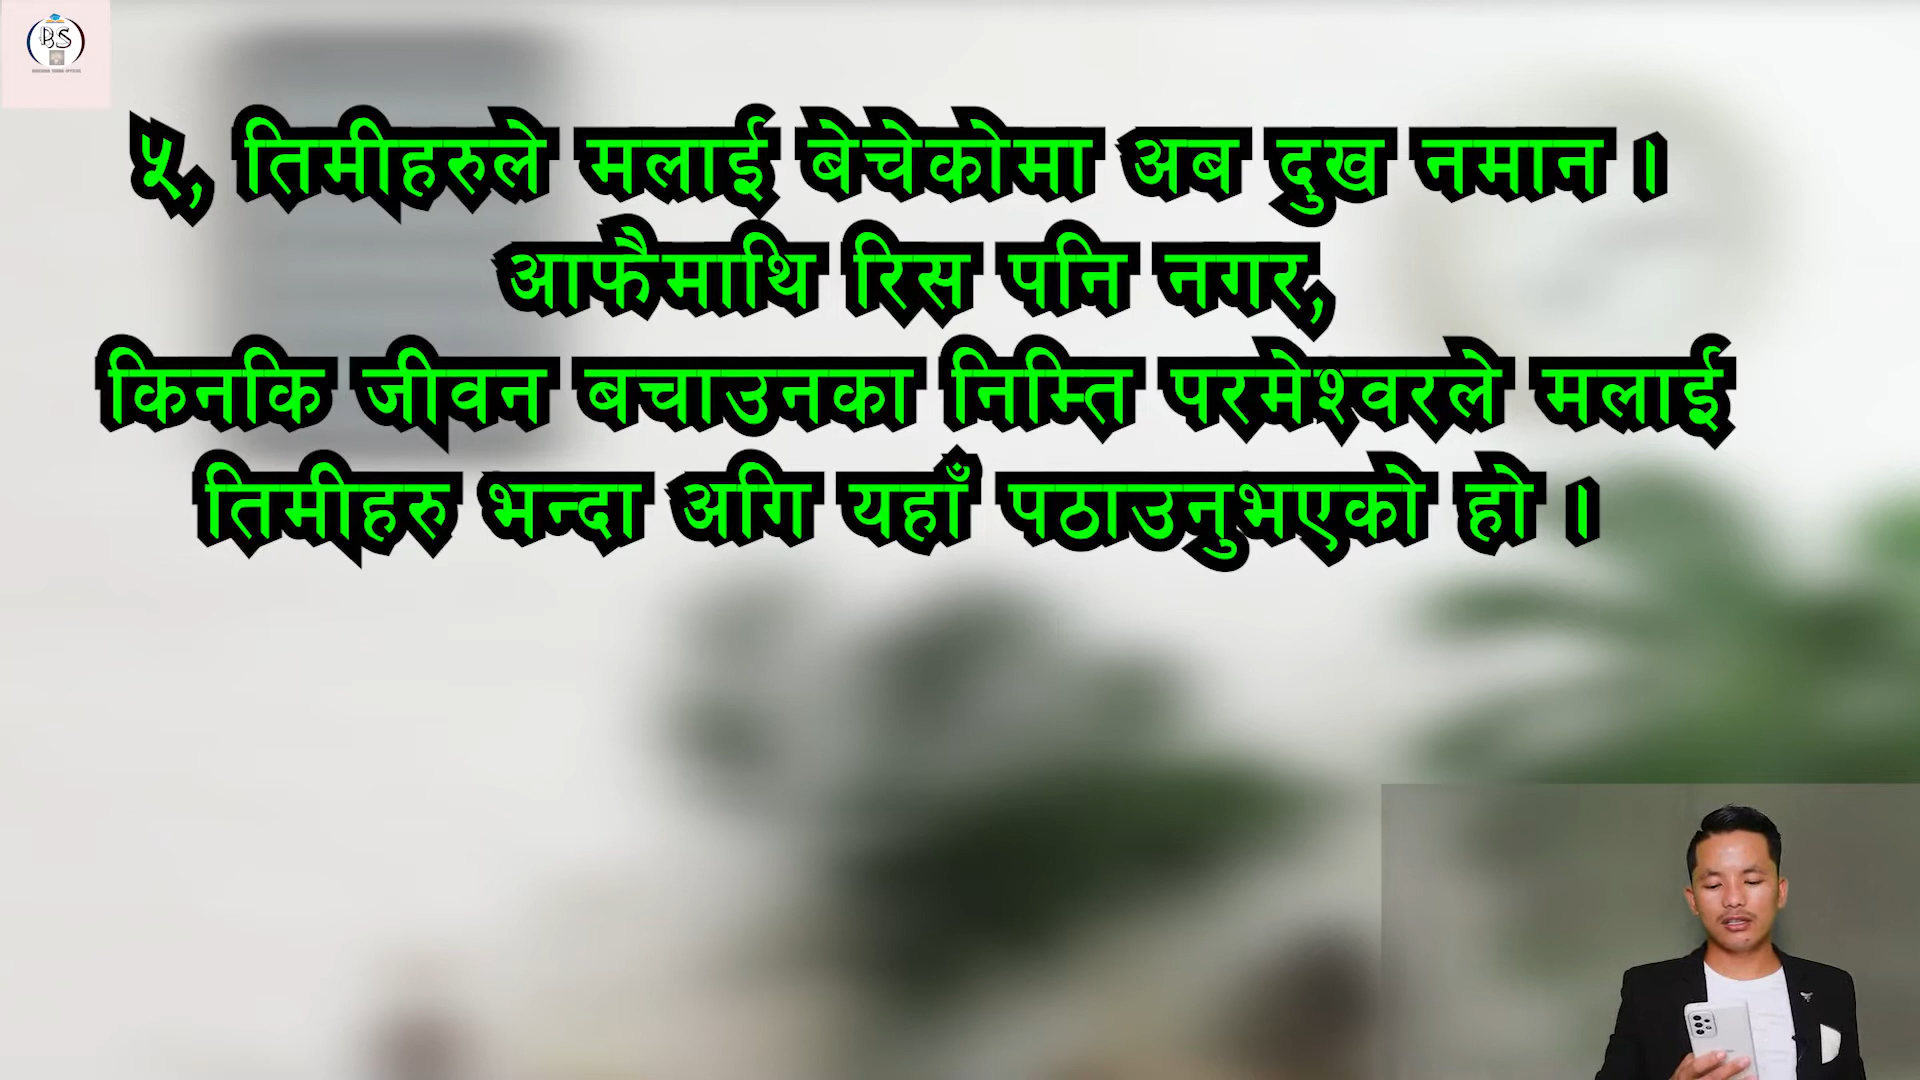 BS
५, तिमीहरुले मलाई बेचेकोमा अब दुख नमान ।
आफैमाथि रिस पनि नगर,
किनकि जीवन बचाउनका निम्ति परमेश्वरले मलाई
तिमीहरु भन्दा अगि यहाँ पठाउनुभएको हो ।